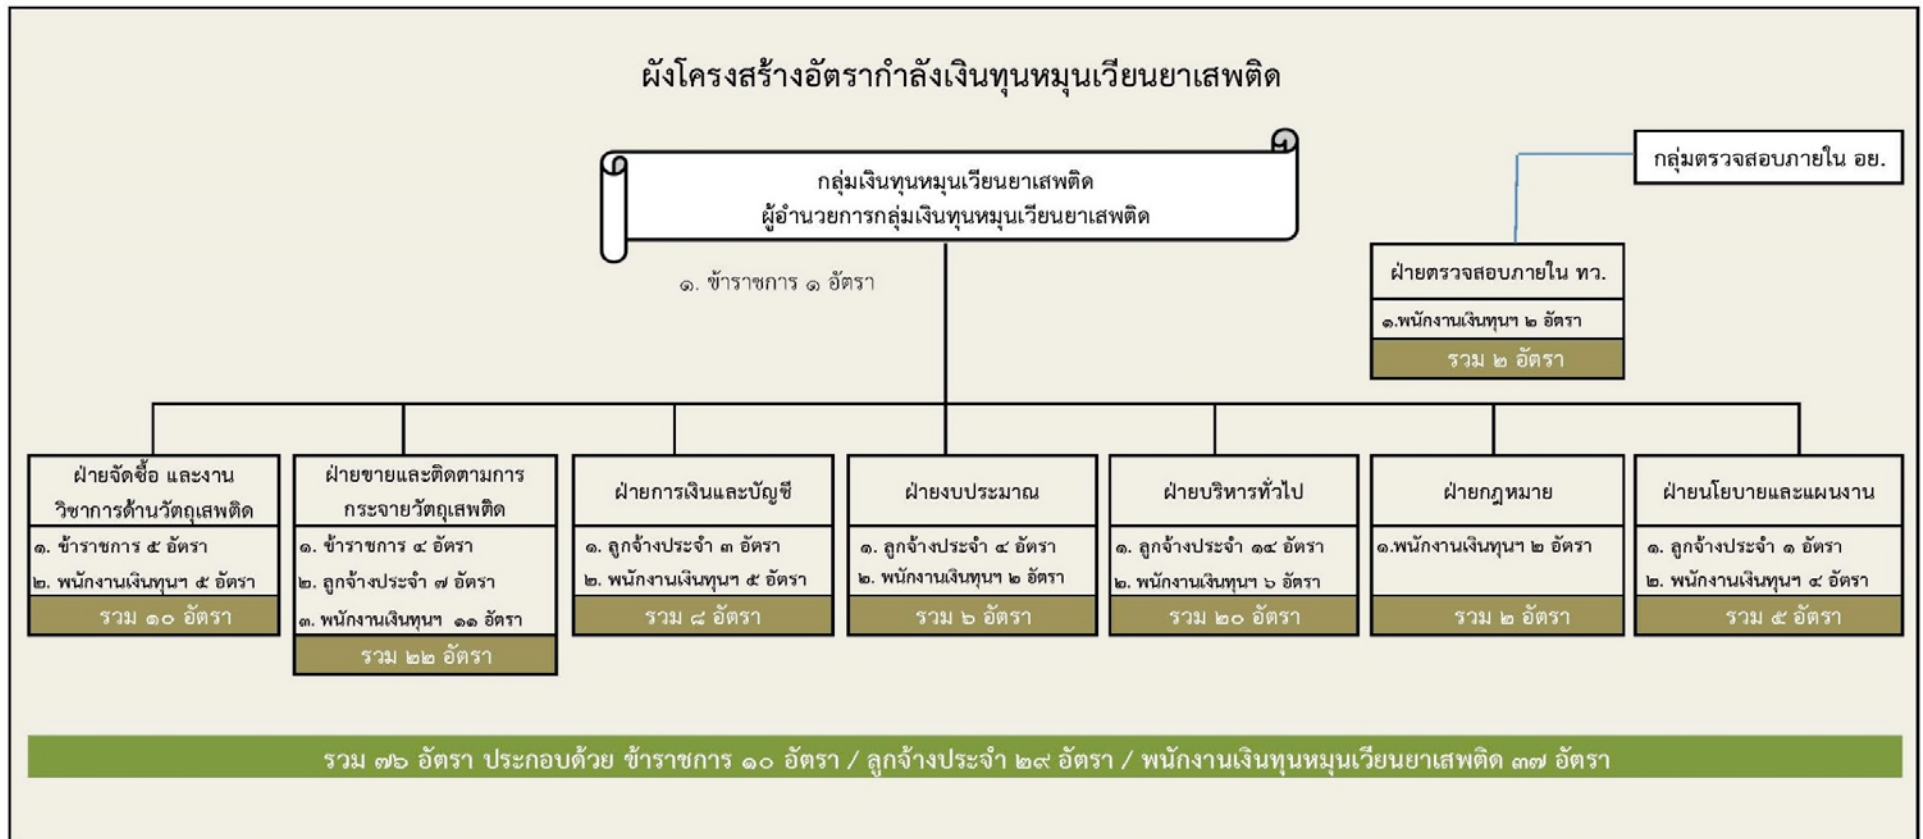 ผังโครงสร้างอัตรากำลังเงินทุนหมุนเวียนยาเสพติด
กลุ่มตรวจสอบภายใน อย.
กลุ่มเงินทุนหมุนเวียนยาเสพติด
ผู้อำนวยการกลุ่มเงินทุนหมุนเวียนยาเสพติด
๑. ข้าราชการ ๑ อัตรา
ฝ่ายตรวจสอบภายใน ทว.
๑.พนักงานเงินทุนฯ ๒ อัตรา
รวม ๒ อัตรา
ฝ่ายจัดซื้อ และงาน
วิชาการด้านวัตถุเสพติด
๑. ข้าราชการ ๕ อัตรา
๒. พนักงานเงินทุนฯ ๕ อัตรา
รวม ๑๐ อัตรา
ฝ่ายขายและติดตามการ
กระจายวัตถุเสพติด
๑. ข้าราชการ ๔ อัตรา
๒. ลูกจ้างประจำ ๗ อัตรา
๓. พนักงานเงินทุนฯ ๑๑ อัตรา
รวม ๒๒ อัตรา
ฝ่ายการเงินและบัญชี
๑. ลูกจ้างประจำ ๓ อัตรา
๒. พนักงานเงินทุนฯ ๕ อัตรา
รวม ๘ อัตรา
ฝ่ายงบประมาณ
๑. ลูกจ้างประจำ ๔ อัตรา
๒. พนักงานเงินทุนฯ ๒ อัตรา
รวม ๖ อัตรา
ฝ่ายบริหารทั่วไป
๑. ลูกจ้างประจำ ๑๔ อัตรา
๒. พนักงานเงินทุนฯ ๖ อัตรา
รวม ๒๐ อัตรา
ฝ่ายกฎหมาย
๑.พนักงานเงินทุนฯ ๒ อัตรา
รวม ๒ อัตรา
ฝ่ายนโยบายและแผนงาน
๑. ลูกจ้างประจำ ๑ อัตรา
๒. พนักงานเงินทุนฯ ๔ อัตรา
รวม ๕ อัตรา
รวม ๗๖ อัตรา ประกอบด้วย ข้าราชการ ๑๐ อัตรา / ลูกจ้างประจำ ๒๙ อัตรา / พนักงานเงินทุนหมุนเวียนยาเสพติด ๓๗ อัตรา